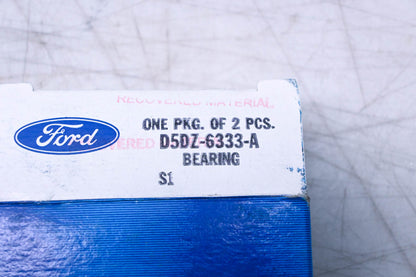 RECOVERED MATERIAL
ONE PKG. OF 2 PCS.
Ford
D5DZ-6333-A
BEARING
S1